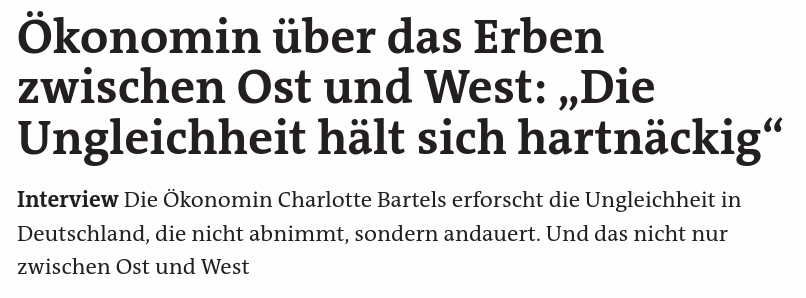 Ökonomin über das Erben
zwischen Ost und West: „Die
Ungleichheit hält sich hartnäckig“
Interview Die Ökonomin Charlotte Bartels erforscht die Ungleichheit in
Deutschland, die nicht abnimmt, sondern andauert. Und das nicht nur
zwischen Ost und West